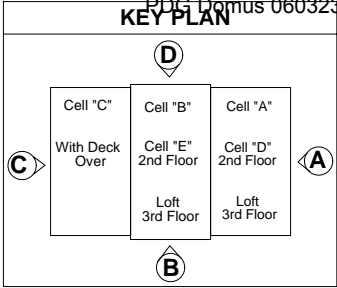 PDG Domus 060323
KEY PLAN
D
Cell "C"
Cell "B"
Cell "A"
With Deck
Over
Cell "E"
2nd Floor
Cell "D"
2nd Floor
C
A
Loft
3rd Floor
Loft
3rd Floor
B